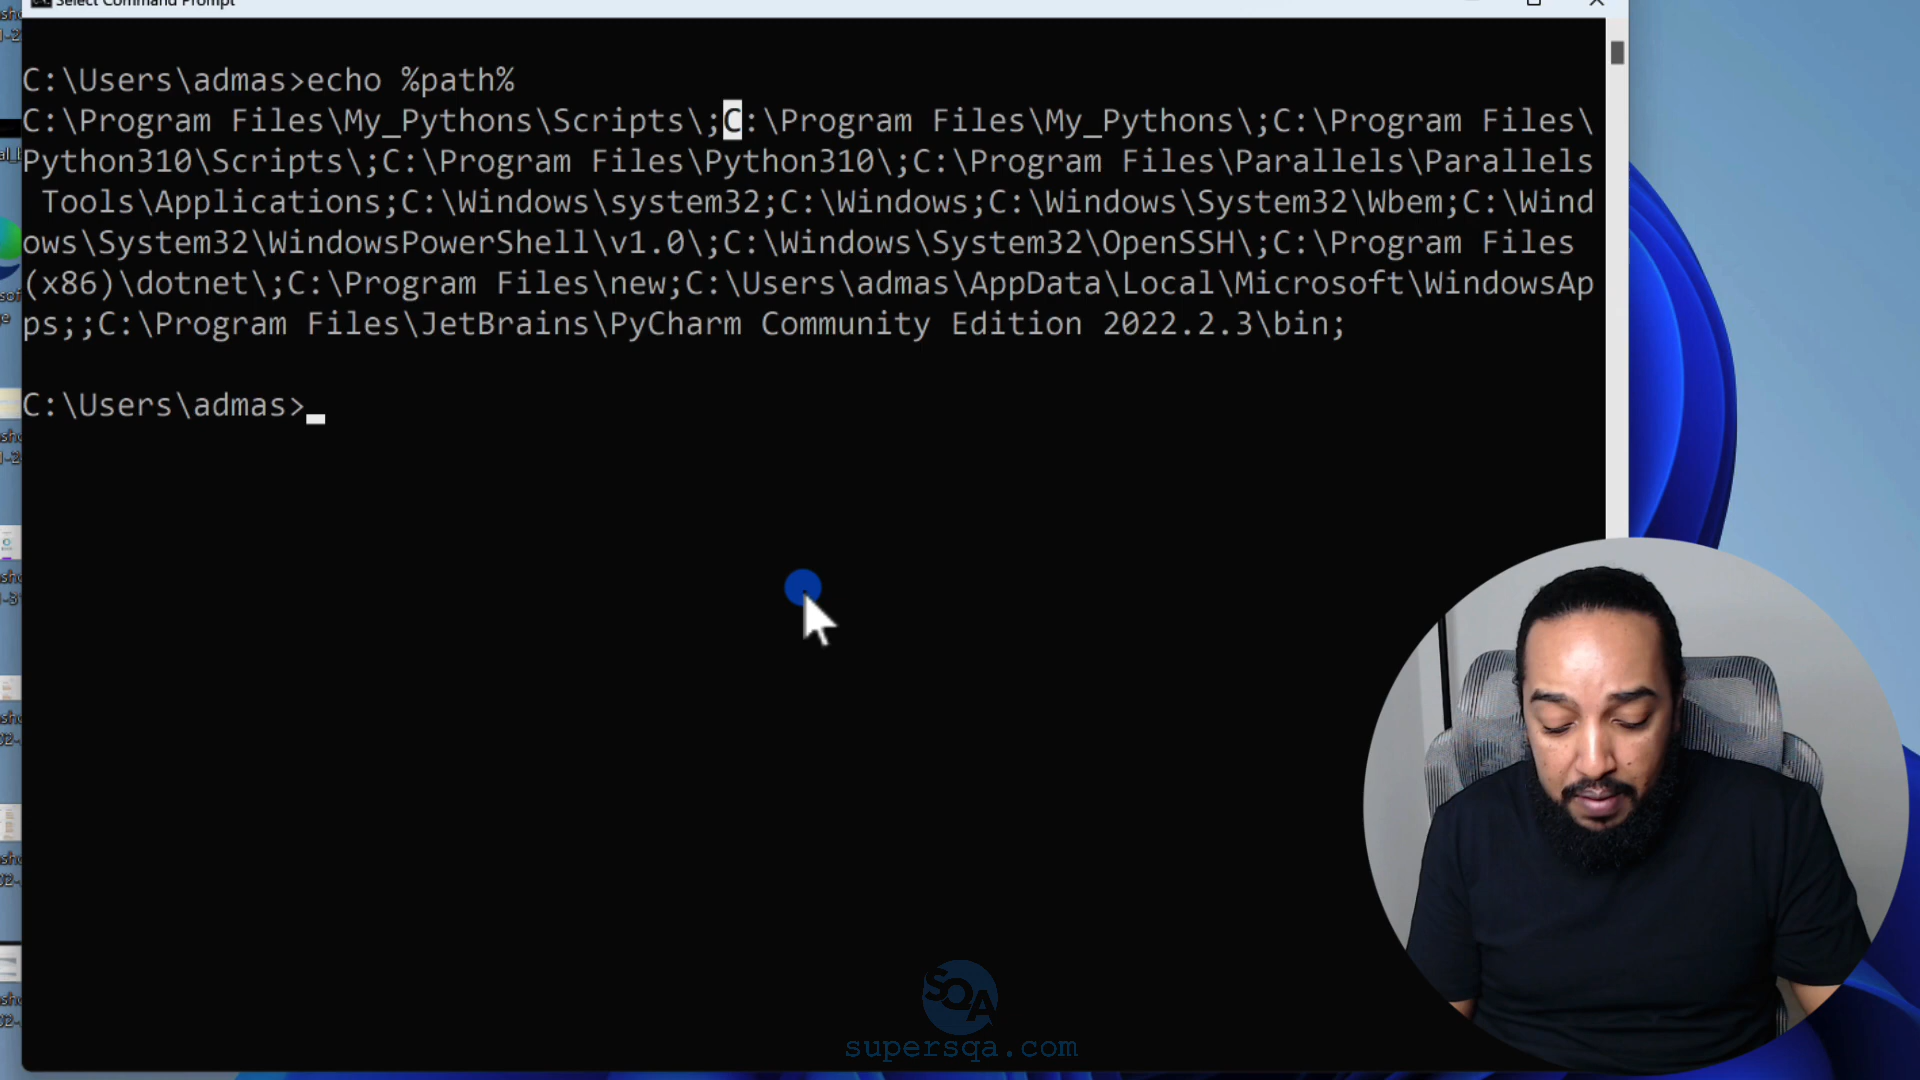 Select Command Prompt
C:\Users\admas>echo %path%
C:\Program Files\My_Pythons\Scripts\;C:\Program Files\My_Pythons\;C:\Program Files\
Python310\Scripts\;C:\Program Files\Python310\;C:\Program Files\Parallels\Parallels
Tools\Applications;C:\Windows\system32;C:\Windows;C:\Windows\System32\Wbem;C:\Wind
ows\System32\WindowsPowerShell\v1.0\;C:\Windows\System32\OpenSSH\;C:\Program Files
(x86)\dotnet\;C:\Program Files\new;C:\Users\admas\AppData\Local\Microsoft\WindowsAp
ps;;C:\Program Files\JetBrains\PyCharm Community Edition 2022.2.3\bin;
C:\Users\admas>
SQA
supersqa.com